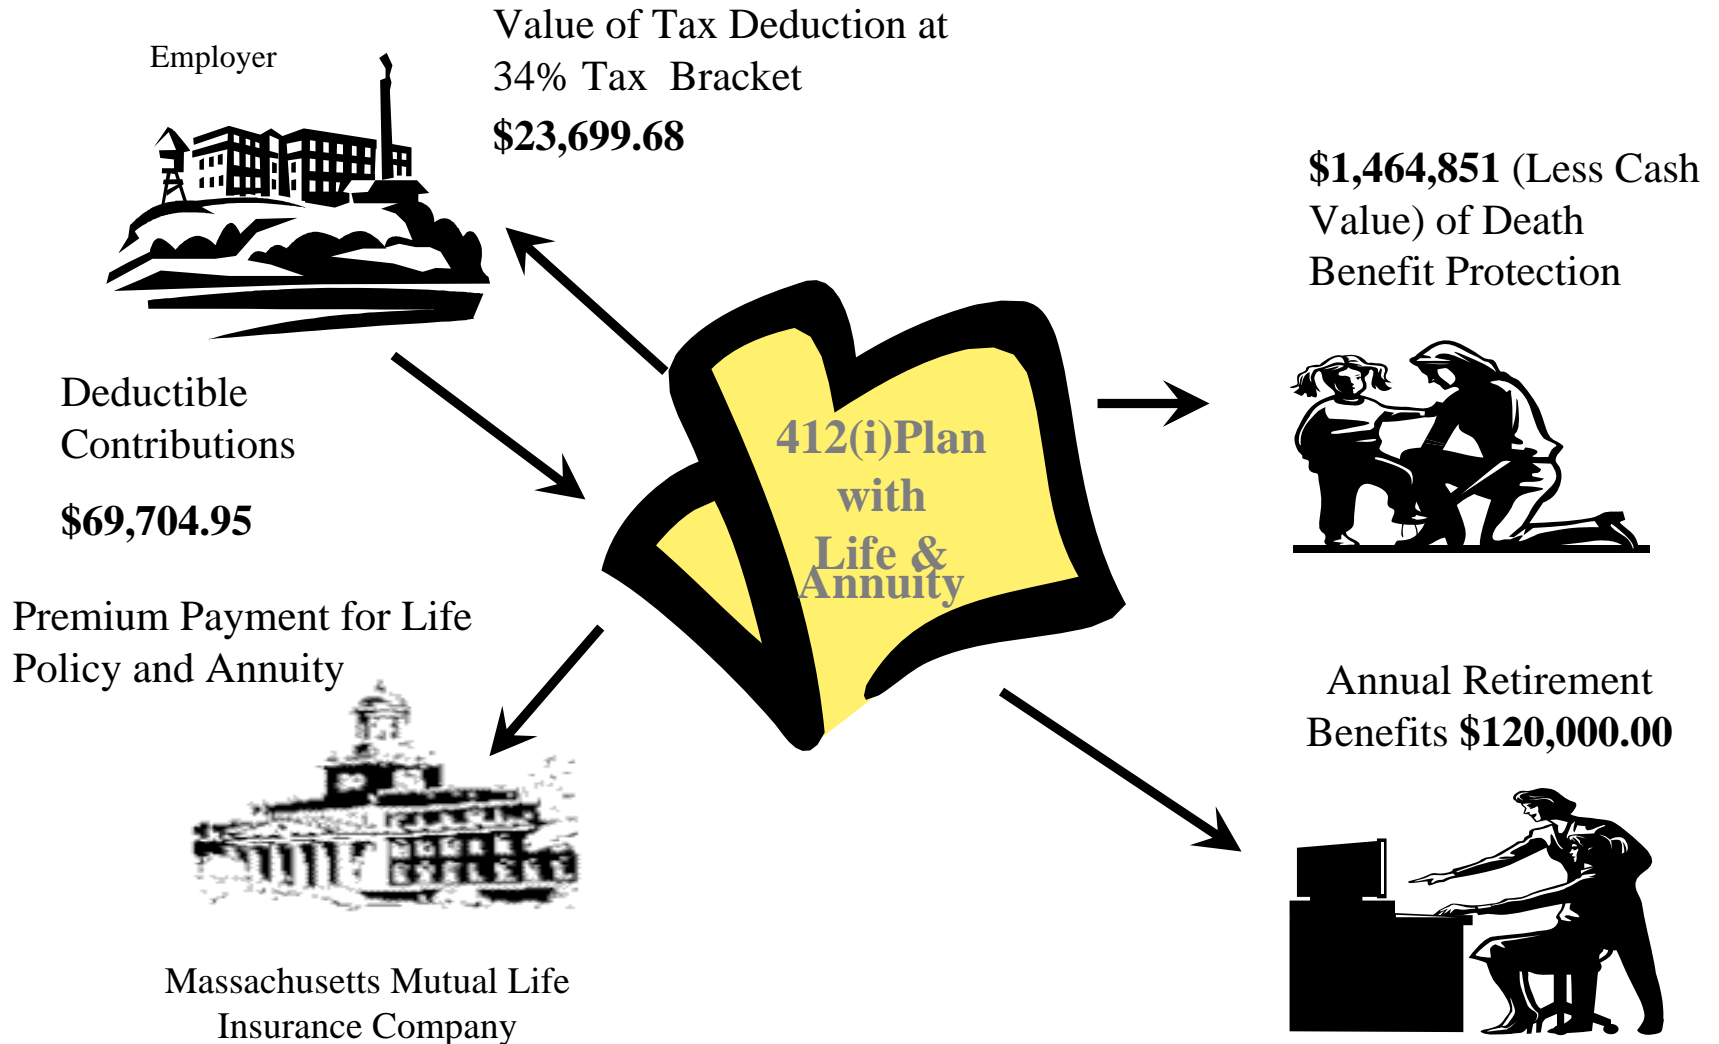 Employer
Value of Tax Deduction at
34% Tax Bracket
$23,699.68
$1,464,851 (Less Cash
Value) of Death
Benefit Protection
Deductible
Contributions
$69,704.95
412(i)Plan
with
Life &
Annuity
Premium Payment for Life
Policy and Annuity
Annual Retirement
Benefits $120,000.00
Massachusetts Mutual Life
Insurance Company